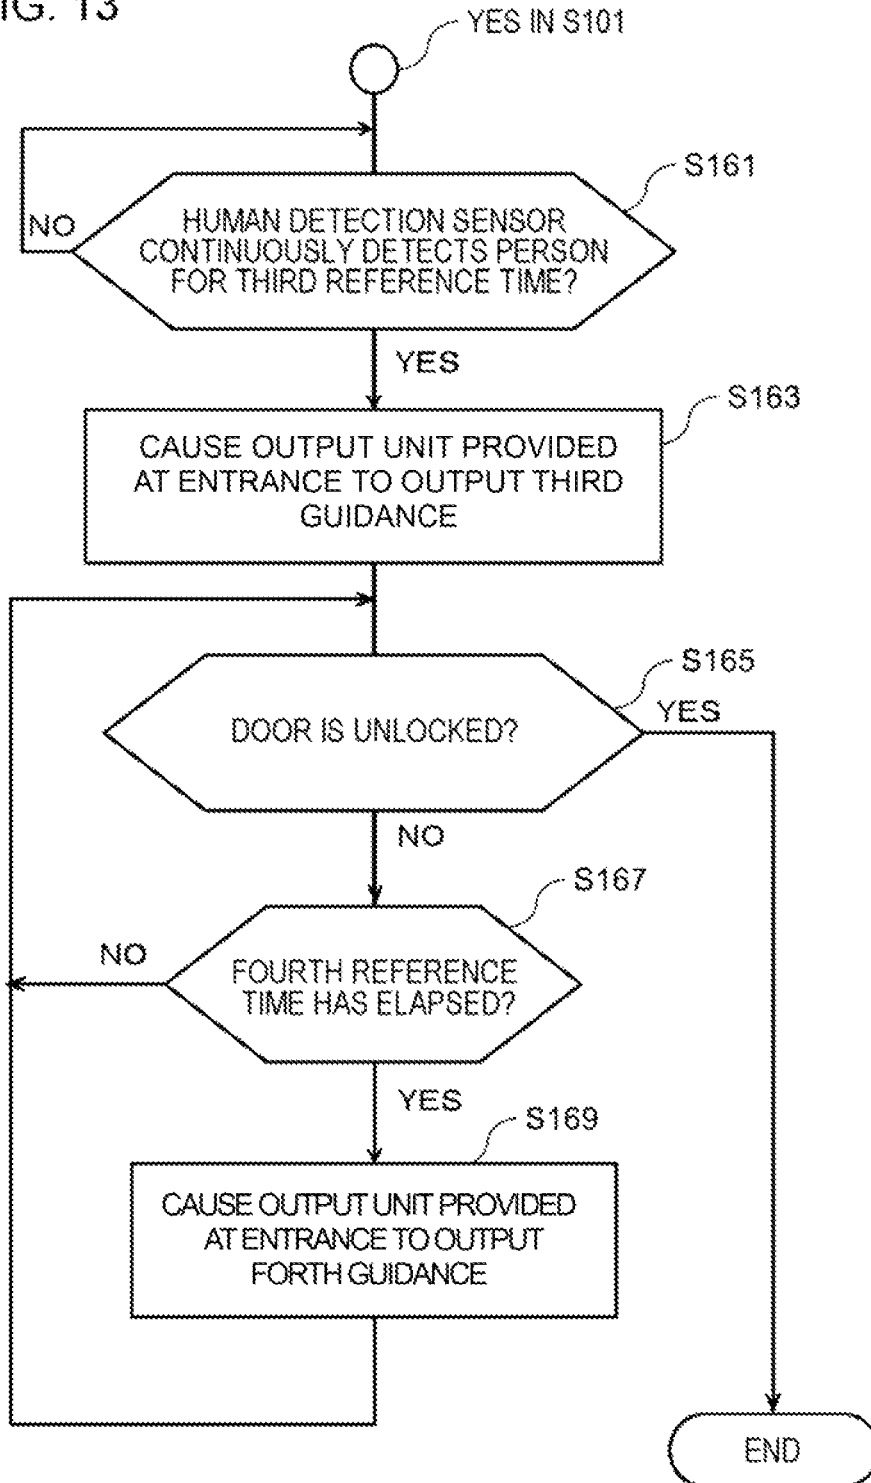 FIG. 13
YES IN S101
S161
NO
HUMAN DETECTION SENSOR
CONTINUOUSLY DETECTS PERSON
FOR THIRD REFERENCE TIME?
YES
S163
CAUSE OUTPUT UNIT PROVIDED
AT ENTRANCE TO OUTPUT THIRD
GUIDANCE
S165
DOOR IS UNLOCKED?
YES
NO
S167
NO
FOURTH REFERENCE
TIME HAS ELAPSED?
YES
S169
CAUSE OUTPUT UNIT PROVIDED
AT ENTRANCE TO OUTPUT
FORTH GUIDANCE
END